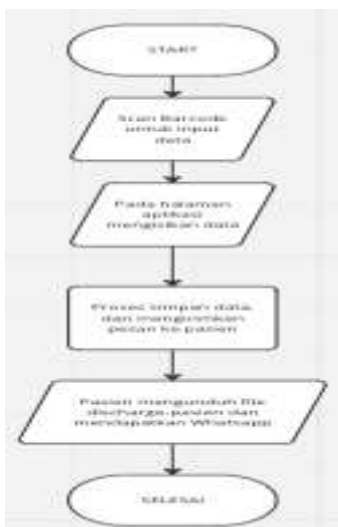 START
Scan Barcode
untuk input
data
Pada halaman
aplikasi
mengisikan data
Proses simpan data,
dan mengirimkan
pesan ke pasien
Pasien mengunduh file
discharge pasien dan
mendapatkan Whatsapp
SELESAI